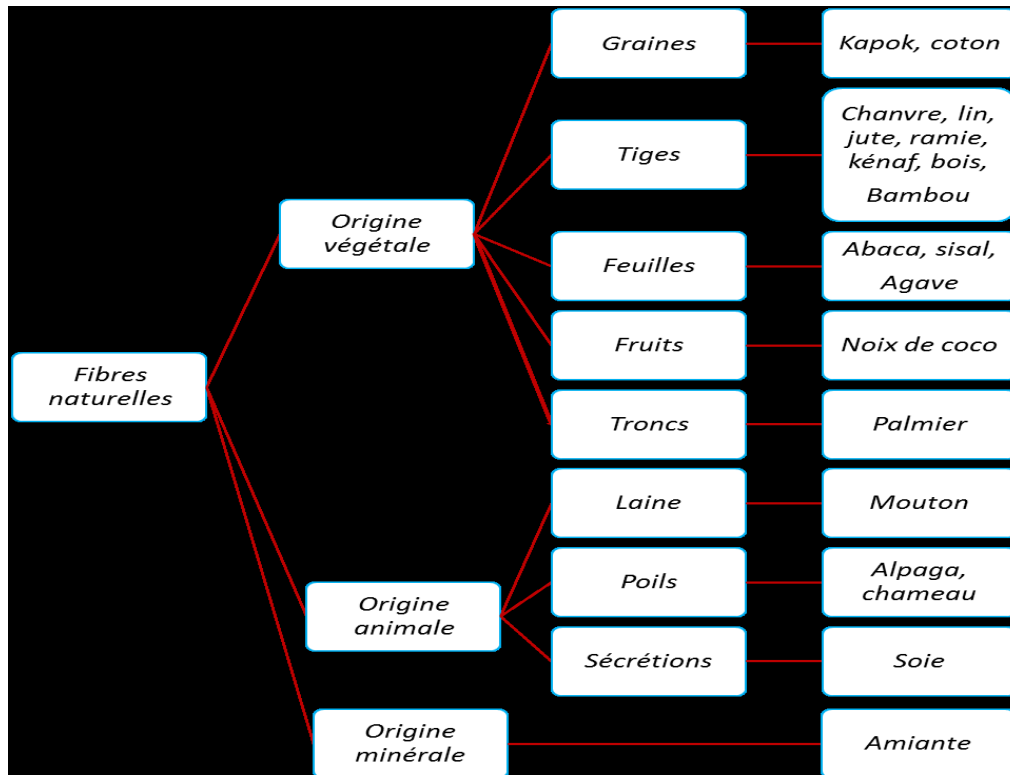 Graines
Kapok, coton
Tiges
Chanvre, lin,
jute, ramie,
kénaf, bois,
Bambou
Origine
végétale
Feuilles
Abaca, sisal,
Agave
Fruits
Noix de coco
Fibres
naturelles
Troncs
Palmier
Laine
Mouton
Poils
Alpaga,
chameau
Origine
animale
Sécrétions
Soie
Origine
minérale
Amiante